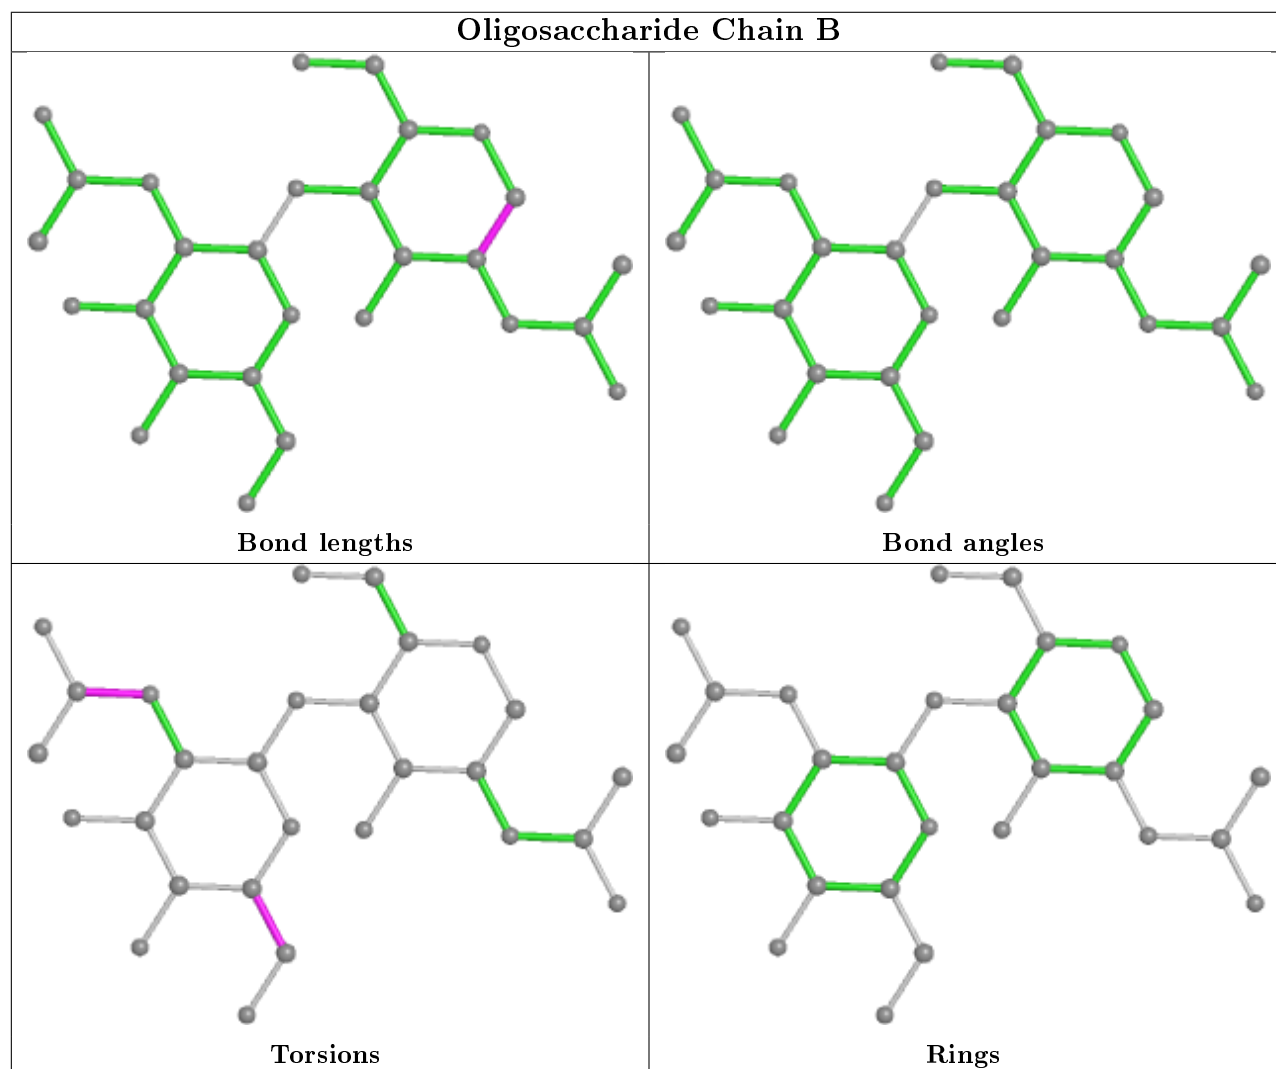 Oligosaccharide Chain B
Bond lengths
Bond angles
Torsions
Rings